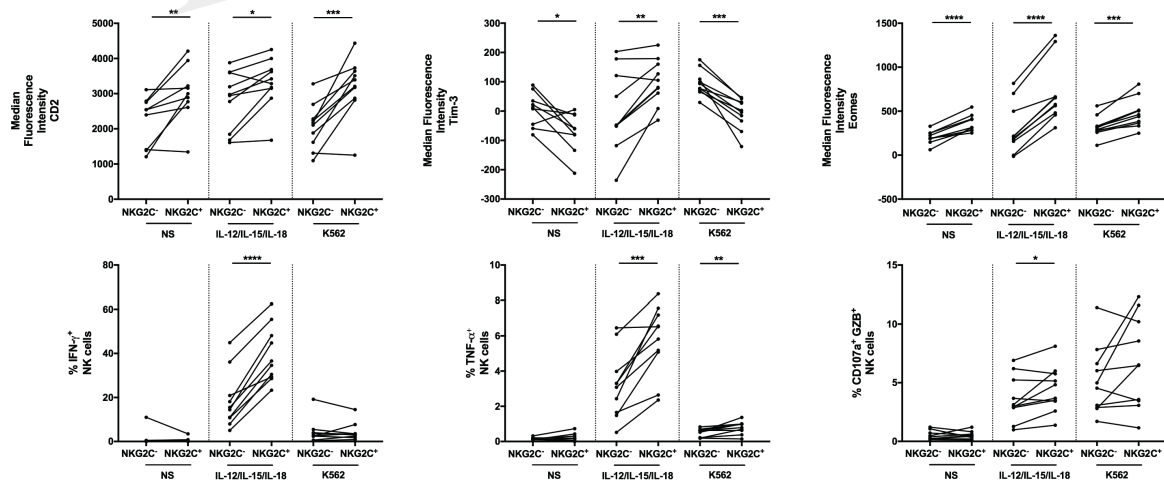 Median
Fluorescence
Intensity
CD2
5000
4000
3000
2000
1000
0
** * ***
NKG2C⁻ NKG2C⁺ NKG2C⁻ NKG2C⁺ NKG2C⁻ NKG2C⁺
NS IL-12/IL-15/IL-18 K562
Median Fluorescence
Intensity
Tim-3
300
200
100
0
-100
-200
-300
* ** ***
NKG2C⁻ NKG2C⁺ NKG2C⁻ NKG2C⁺ NKG2C⁻ NKG2C⁺
NS IL-12/IL-15/IL-18 K562
Median Fluorescence
Intensity
Eomes
1500
1000
500
0
-500
**** **** ***
NKG2C⁻ NKG2C⁺ NKG2C⁻ NKG2C⁺ NKG2C⁻ NKG2C⁺
NS IL-12/IL-15/IL-18 K562
% IFN-γ⁺
NK cells
80
60
40
20
0
****
NKG2C⁻ NKG2C⁺ NKG2C⁻ NKG2C⁺ NKG2C⁻ NKG2C⁺
NS IL-12/IL-15/IL-18 K562
% TNF-α⁺
NK cells
10
8
6
4
2
0
*** **
NKG2C⁻ NKG2C⁺ NKG2C⁻ NKG2C⁺ NKG2C⁻ NKG2C⁺
NS IL-12/IL-15/IL-18 K562
% CD107a⁺ GZB⁺
NK cells
15
10
5
0
*
NKG2C⁻ NKG2C⁺ NKG2C⁻ NKG2C⁺ NKG2C⁻ NKG2C⁺
NS IL-12/IL-15/IL-18 K562